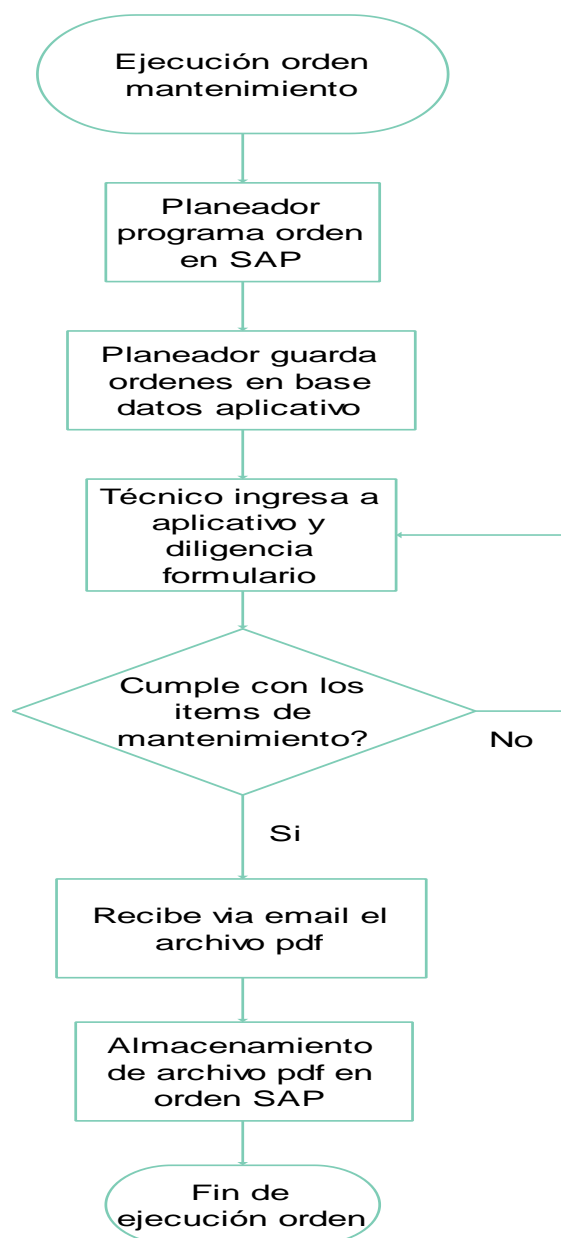 Ejecución orden
mantenimiento
Planeador
programa orden
en SAP
Planeador guarda
ordenes en base
datos aplicativo
Técnico ingresa a
aplicativo y
diligencia
formulario
Cumple con los
items de
mantenimiento?
No
Si
Recibe via email el
archivo pdf
Almacenamiento
de archivo pdf en
orden SAP
Fin de
ejecución orden